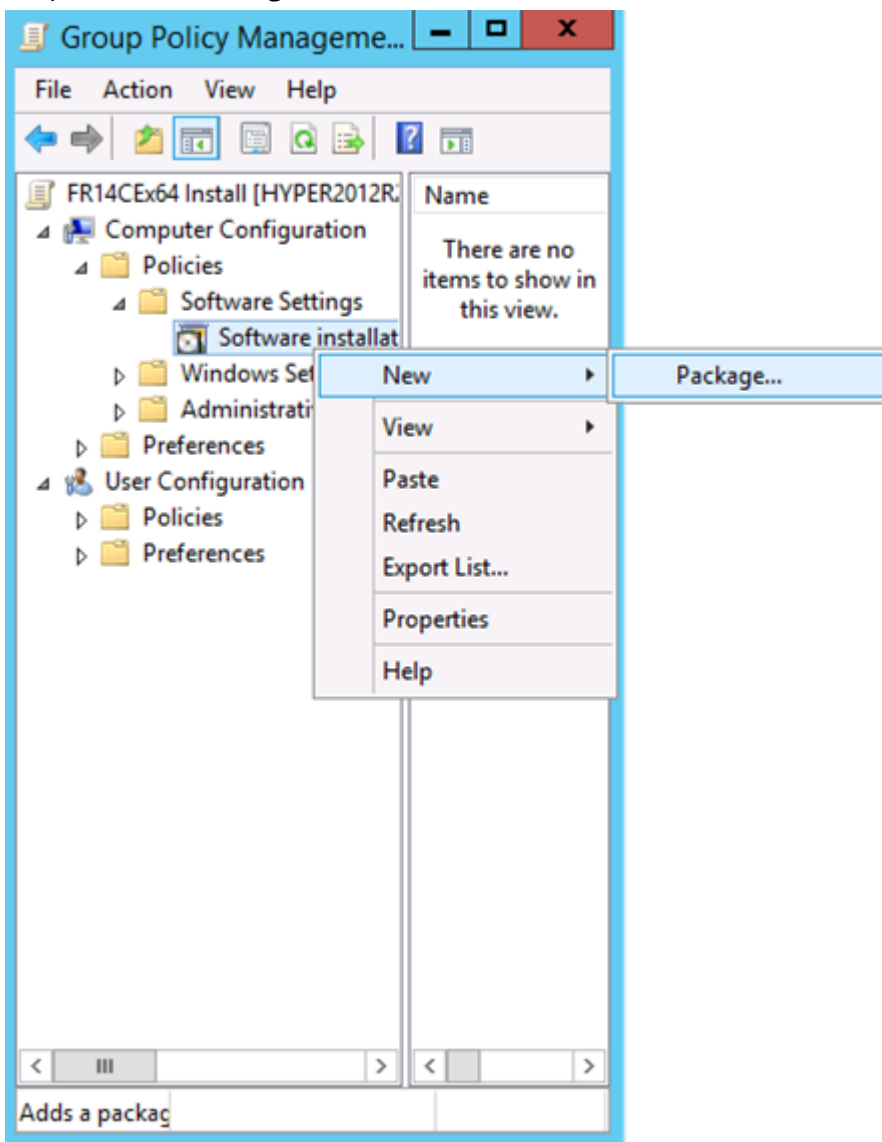 Group Policy Manageme...
File Action View Help
FR14CEx64 Install [HYPER2012R2
Name
Computer Configuration
There are no
items to show in
this view.
Policies
Software Settings
Software installat
Windows Set
Administrati
Preferences
User Configuration
Policies
Preferences
New
Package...
View
Paste
Refresh
Export List...
Properties
Help
Adds a packag